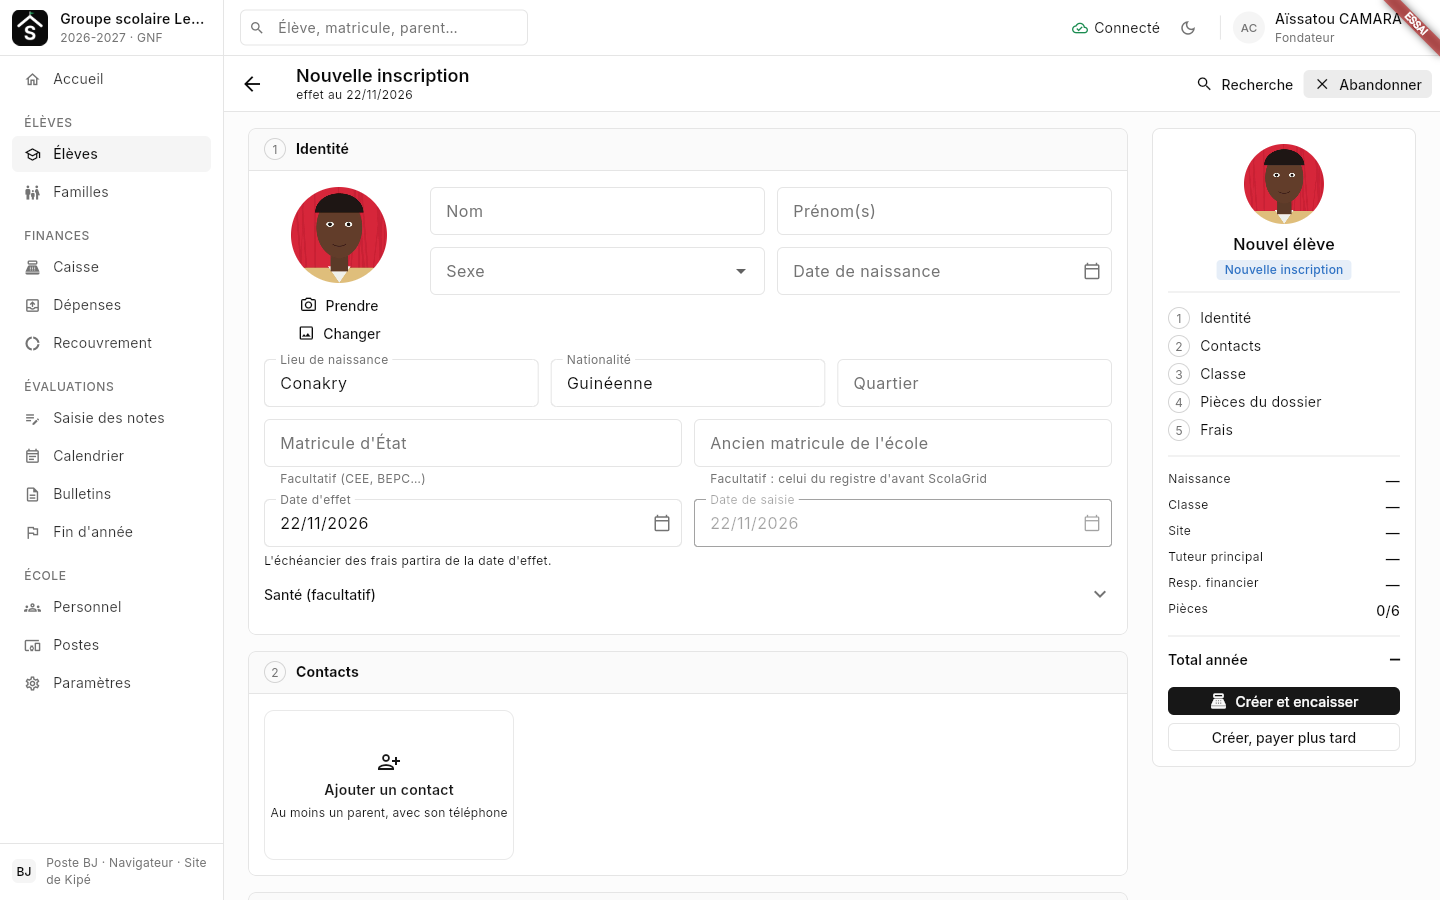 Groupe scolaire Le...
2026-2027 · GNF
Élève, matricule, parent...
Connecté
AC
Aïssatou CAMARA
Fondateur
ESSAI
Accueil
ÉLÈVES
Élèves
Familles
FINANCES
Caisse
Dépenses
Recouvrement
ÉVALUATIONS
Saisie des notes
Calendrier
Bulletins
Fin d'année
ÉCOLE
Personnel
Postes
Paramètres
BJ
Poste BJ · Navigateur · Site
de Kipé
Nouvelle inscription
effet au 22/11/2026
Recherche
Abandonner
1 Identité
Prendre
Changer
Nom
Prénom(s)
Sexe
Date de naissance
Lieu de naissance
Conakry
Nationalité
Guinéenne
Quartier
Matricule d'État
Facultatif (CEE, BEPC...)
Ancien matricule de l'école
Facultatif : celui du registre d'avant ScolaGrid
Date d'effet
22/11/2026
Date de saisie
22/11/2026
L'échéancier des frais partira de la date d'effet.
Santé (facultatif)
2 Contacts
Ajouter un contact
Au moins un parent, avec son téléphone
Nouvel élève
Nouvelle inscription
1 Identité
2 Contacts
3 Classe
4 Pièces du dossier
5 Frais
Naissance —
Classe —
Site —
Tuteur principal —
Resp. financier —
Pièces 0/6
Total année –
Créer et encaisser
Créer, payer plus tard